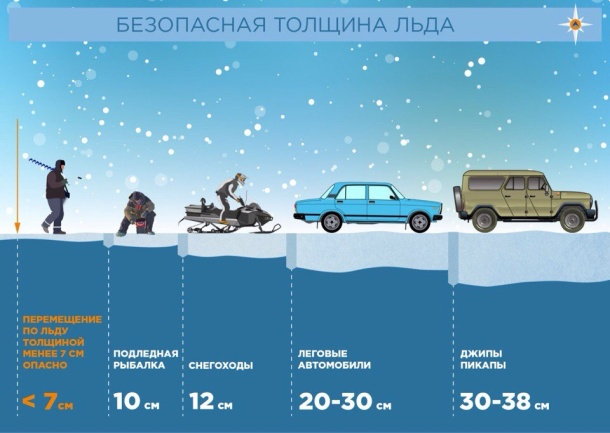 БЕЗОПАСНАЯ ТОЛЩИНА ЛЬДА
ПЕРЕМЕЩЕНИЕ
ПО ЛЬДУ
ТОЛЩИНОЙ
МЕНЕЕ 7 СМ
ОПАСНО
< 7 СМ
ПОДЛЕДНАЯ
РЫБАЛКА
10 СМ
СНЕГОХОДЫ
12 СМ
ЛЕГОВЫЕ
АВТОМОБИЛИ
20-30 СМ
ДЖИПЫ
ПИКАПЫ
30-38 СМ